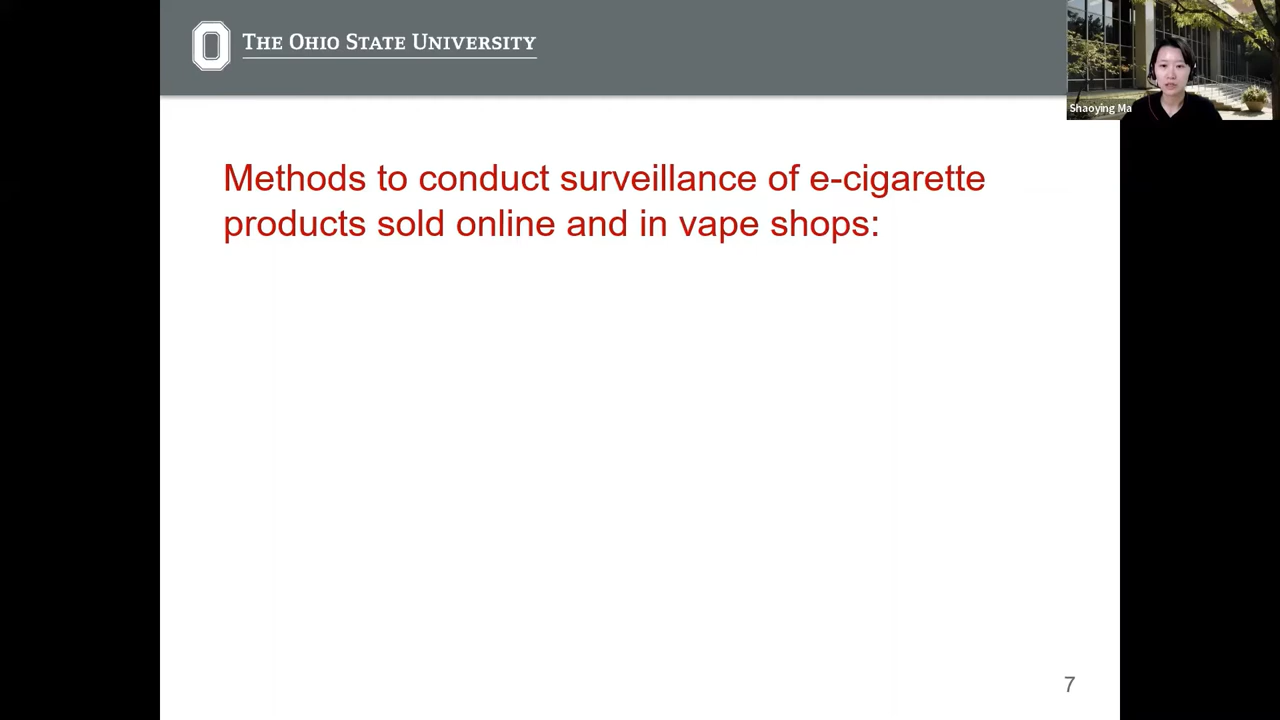 THE OHIO STATE UNIVERSITY
Shaoying Ma
Methods to conduct surveillance of e-cigarette
products sold online and in vape shops:
7